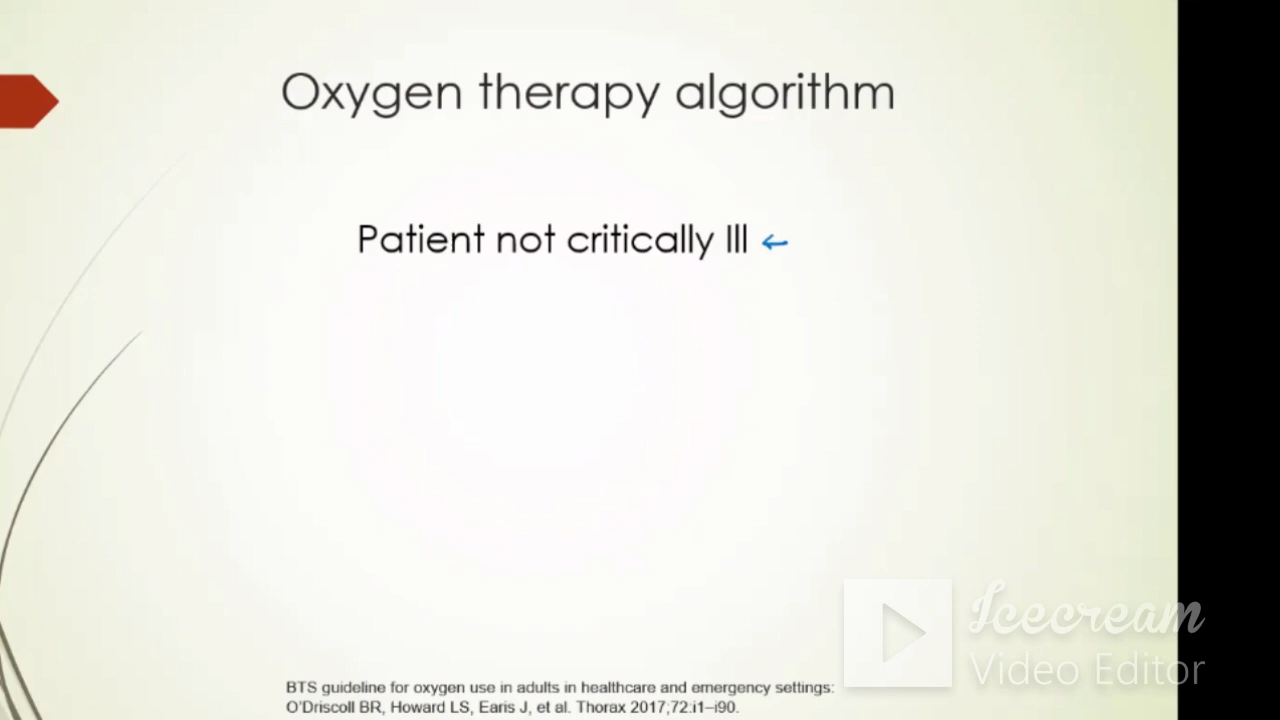 Oxygen therapy algorithm
Patient not critically Ill
Icecream
Video Editor
BTS guideline for oxygen use in adults in healthcare and emergency settings:
O'Driscoll BR, Howard LS, Earis J, et al. Thorax 2017;72:i1–i90.